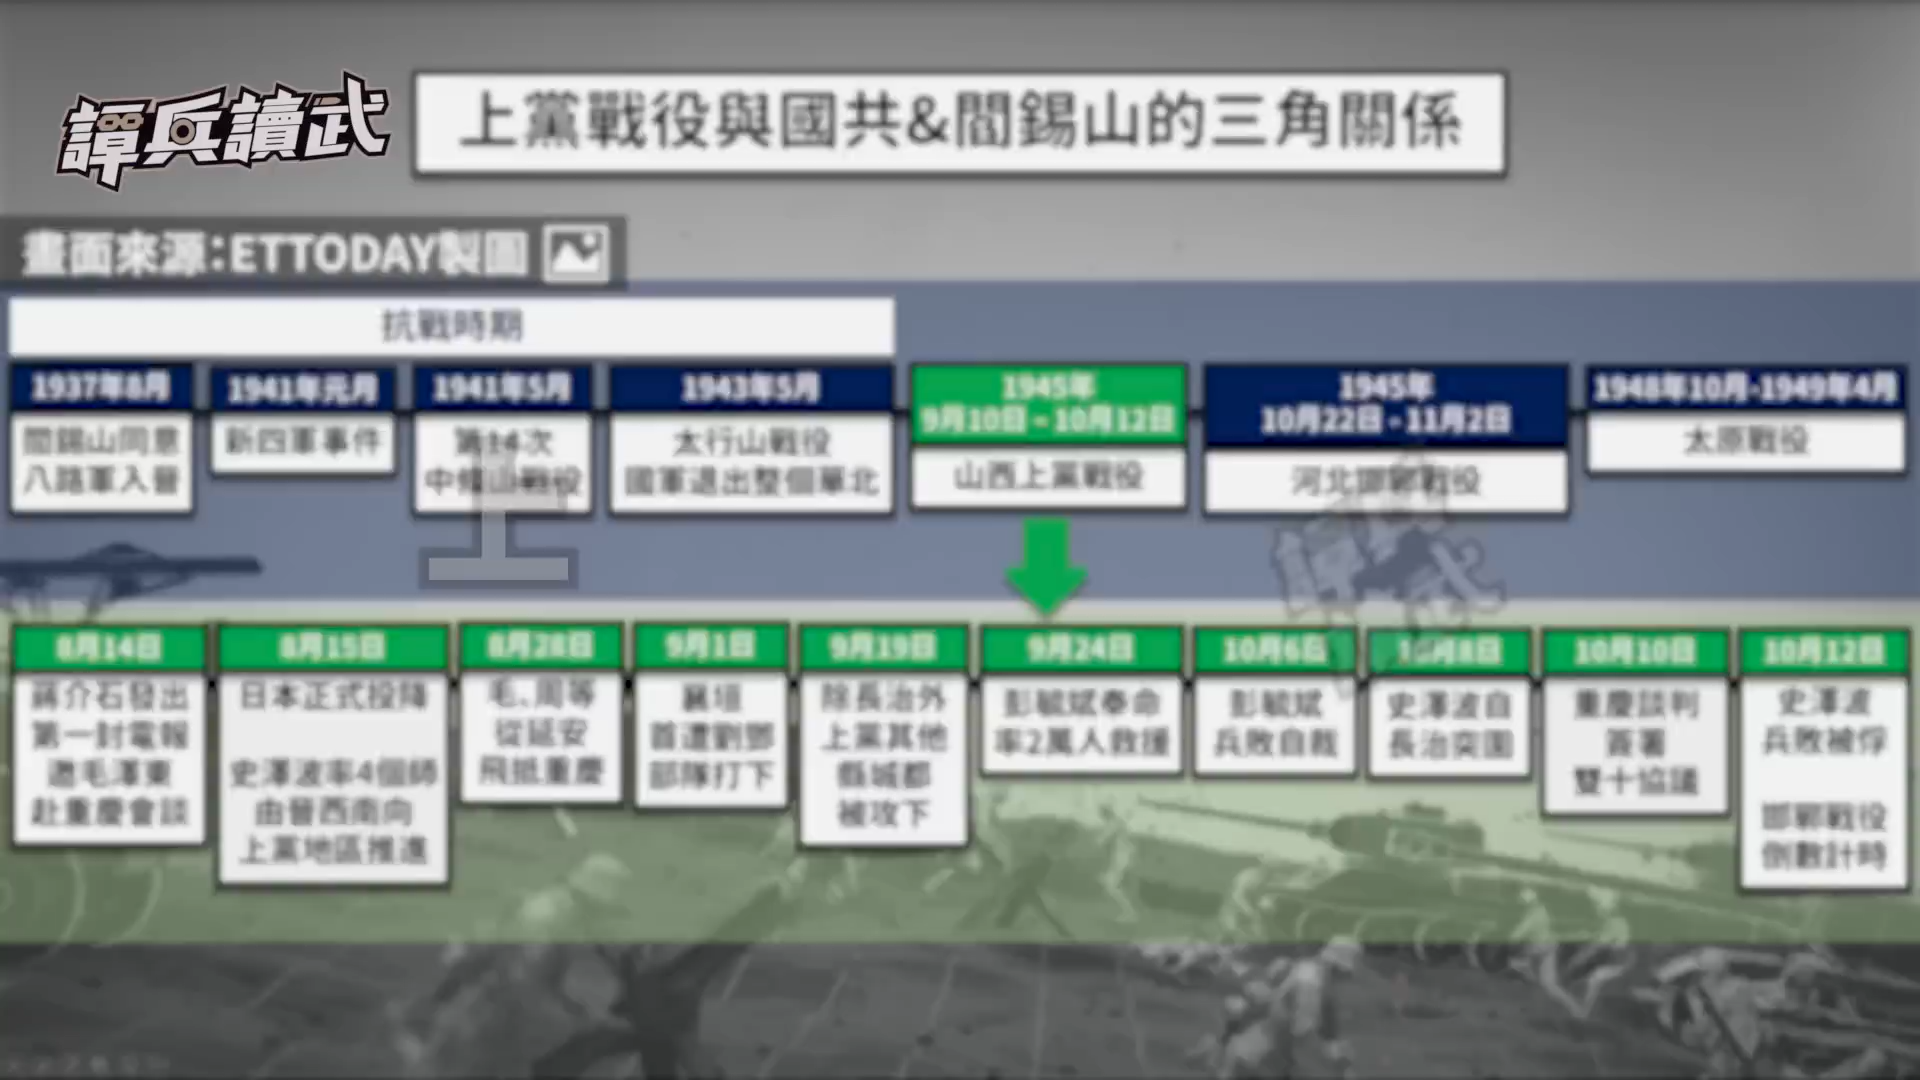 譚兵讀武
上黨戰役與國共&閻錫山的三角關係
畫面來源:ETTODAY製圖
抗戰時期
1937年8月
閻錫山同意
八路軍入晉
1941年元月
新四軍事件
1941年5月
第14次
中條山戰役
1943年5月
太行山戰役
國軍退出整個華北
1945年
9月10日-10月12日
山西上黨戰役
1945年
10月22日-11月2日
河北邯鄲戰役
1948年10月-1949年4月
太原戰役
上
8月14日
蔣介石發出
第一封電報
邀毛澤東
赴重慶會談
8月15日
日本正式投降
史澤波率4個師
由晉西南向
上黨地區推進
8月28日
毛、周等
從延安
飛抵重慶
9月1日
襄垣
首遭劉鄧
部隊打下
9月19日
除長治外
上黨其他
縣城都
被攻下
9月24日
彭毓斌奉命
率2萬人救援
10月6日
彭毓斌
兵敗自裁
10月8日
史澤波自
長治突圍
10月10日
重慶談判
簽署
雙十協議
10月12日
史澤波
兵敗被俘
邯鄲戰役
倒數計時